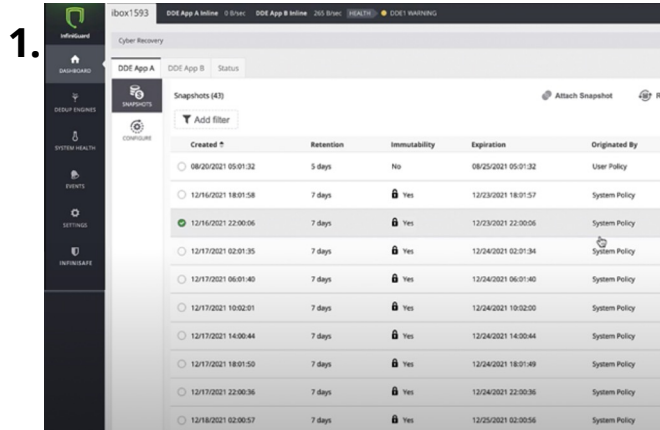 1.
InfiniGuard
ibox1593 DDE App A Inline 0 B/sec DDE App B Inline 265 B/sec HEALTH DDE1 WARNING
Cyber Recovery
DASHBOARD
DEDUP ENGINES
SYSTEM HEALTH
EVENTS
SETTINGS
INFINISAFE
DDE App A DDE App B Status
SNAPSHOTS
CONFIGURE
Snapshots (43) Attach Snapshot R
Add filter
Created Retention Immutability Expiration Originated By
08/20/2021 05:01:32 5 days No 08/25/2021 05:01:32 User Policy
12/16/2021 18:01:58 7 days Yes 12/23/2021 18:01:57 System Policy
12/16/2021 22:00:06 7 days Yes 12/23/2021 22:00:06 System Policy
12/17/2021 02:01:35 7 days Yes 12/24/2021 02:01:34 System Policy
12/17/2021 06:01:40 7 days Yes 12/24/2021 06:01:40 System Policy
12/17/2021 10:02:01 7 days Yes 12/24/2021 10:02:00 System Policy
12/17/2021 14:00:44 7 days Yes 12/24/2021 14:00:44 System Policy
12/17/2021 18:01:50 7 days Yes 12/24/2021 18:01:49 System Policy
12/17/2021 22:00:36 7 days Yes 12/24/2021 22:00:36 System Policy
12/18/2021 02:00:57 7 days Yes 12/25/2021 02:00:56 System Policy